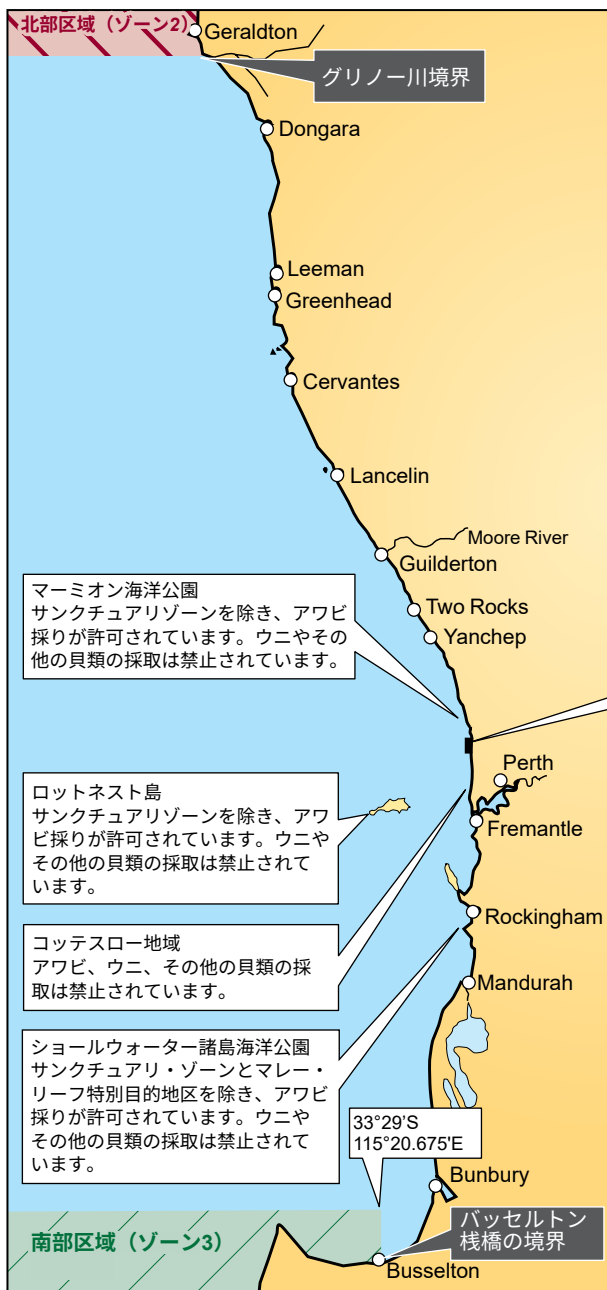 北部区域（ゾーン2）
Geraldton
グリノー川境界
Dongara
Leeman
Greenhead
Cervantes
Lancelin
Moore River
Guilderton
マーミオン海洋公園
サンクチュアリゾーンを除き、アワビ
採りが許可されています。ウニやその
他の貝類の採取は禁止されています。
Two Rocks
Yanchep
Perth
ロットネスト島
サンクチュアリゾーンを除き、アワ
ビ採りが許可されています。ウニや
その他の貝類の採取は禁止されて
います。
Fremantle
Rockingham
コッテスロー地域
アワビ、ウニ、その他の貝類の採
取は禁止されています。
Mandurah
ショールウォーター諸島海洋公園
サンクチュアリ・ゾーンとマレー・
リーフ特別目的地区を除き、アワビ
採りが許可されています。ウニや
その他の貝類の採取は禁止されて
います。
33°29'S
115°20.675'E
Bunbury
南部区域（ゾーン3）
バッセルトン
桟橋の境界
Busselton